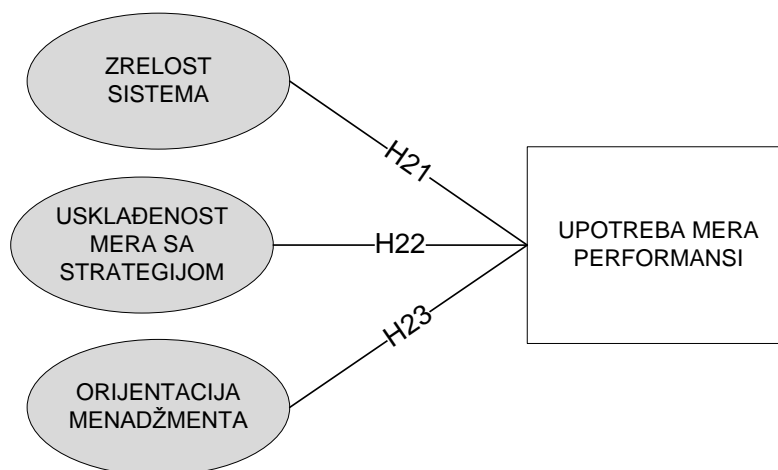 ZRELOST
SISTEMA
H21
USKLAĐENOST
MERA SA
STRATEGIJOM
H22
UPOTREBA MERA
PERFORMANSI
H23
ORIJENTACIJA
MENADŽMENTA